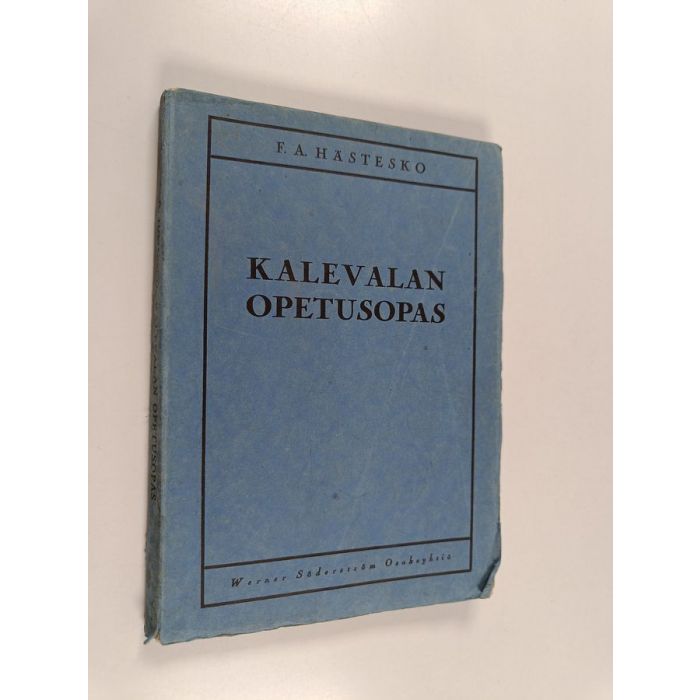 F. A. HÄSTESKO
KALEVALAN
OPETUSOPAS
Werner Söderström Osakeyhtiö
KALEVALAN OPETUSOPAS